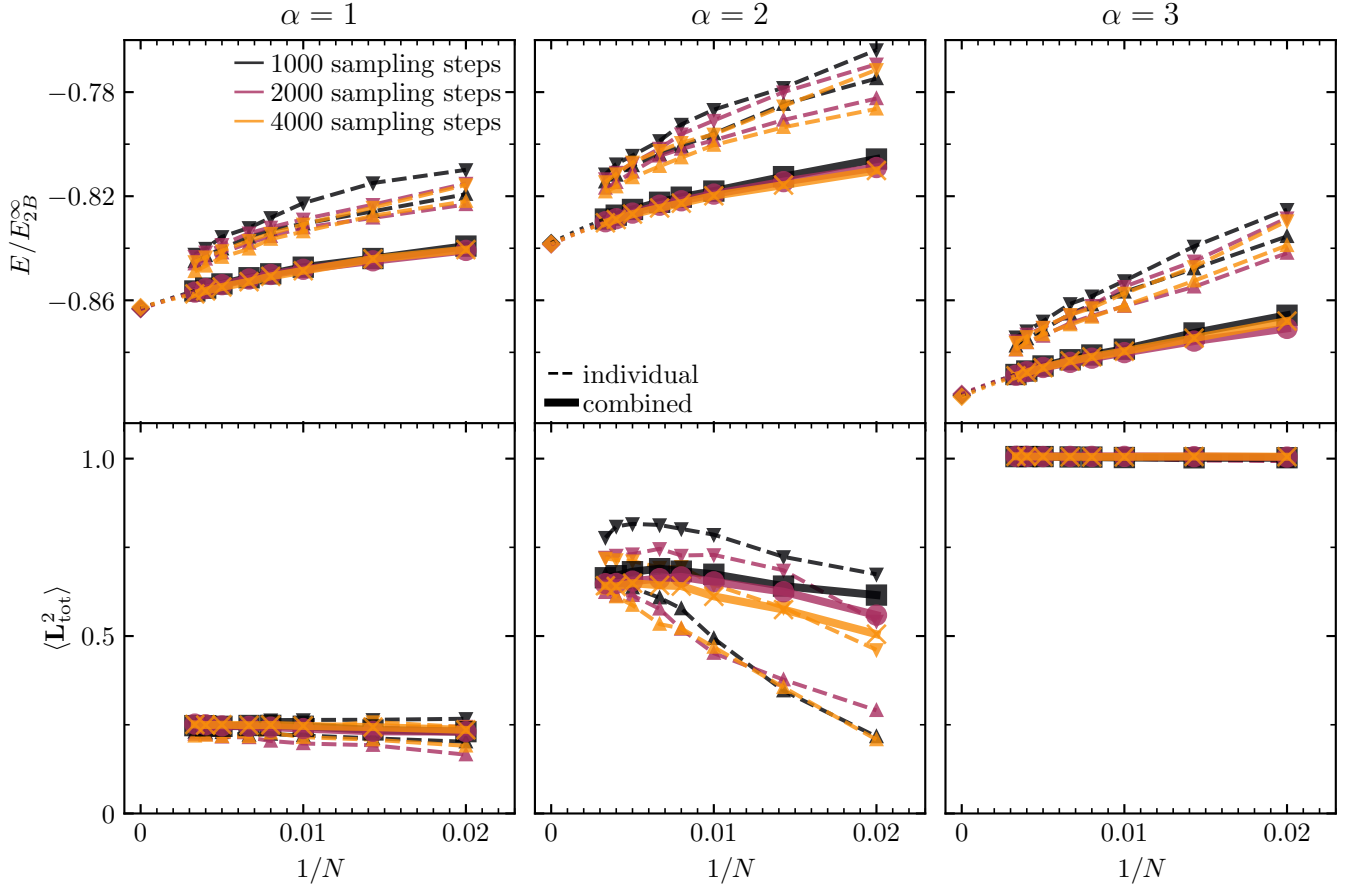 α = 1
α = 2
α = 3
1000 sampling steps
2000 sampling steps
4000 sampling steps
−0.78
−0.82
−0.86
E/E∞2B
individual
combined
1.0
0.5
0
⟨L²tot⟩
0 0.01 0.02
0 0.01 0.02
0 0.01 0.02
1/N
1/N
1/N